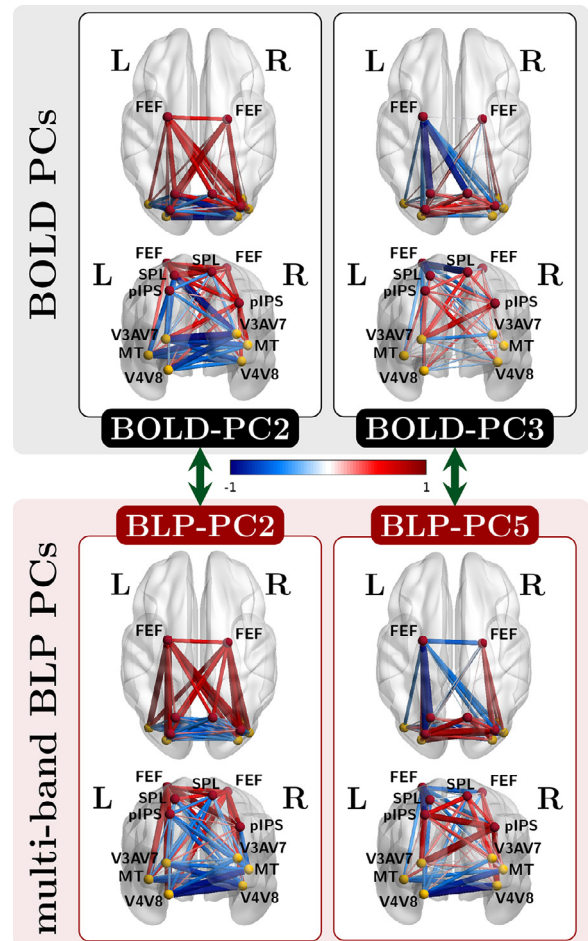 BOLD PCs
L R
FEF FEF
L R
FEF SPL FEF
SPL
pIPS
pIPS
V3AV7 V3AV7
MT MT
V4V8 V4V8
BOLD-PC2
L R
FEF FEF
L R
FEF SPL FEF
SPL
pIPS
pIPS
V3AV7 V3AV7
MT MT
V4V8 V4V8
BOLD-PC3
-1 1
multi-band BLP PCs
BLP-PC2
L R
FEF FEF
L R
FEF SPL FEF
SPL
pIPS
pIPS
V3AV7 V3AV7
MT MT
V4V8 V4V8
BLP-PC5
L R
FEF FEF
L R
FEF SPL FEF
SPL
pIPS
pIPS
V3AV7 V3AV7
MT MT
V4V8 V4V8